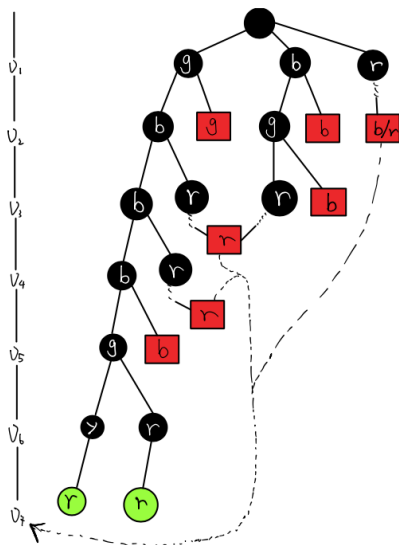 v₁ g b r
v₂ b g g b b/r
v₃ b r r b
v₄ b r r
v₅ g b
v₆ y r
v₇ r r